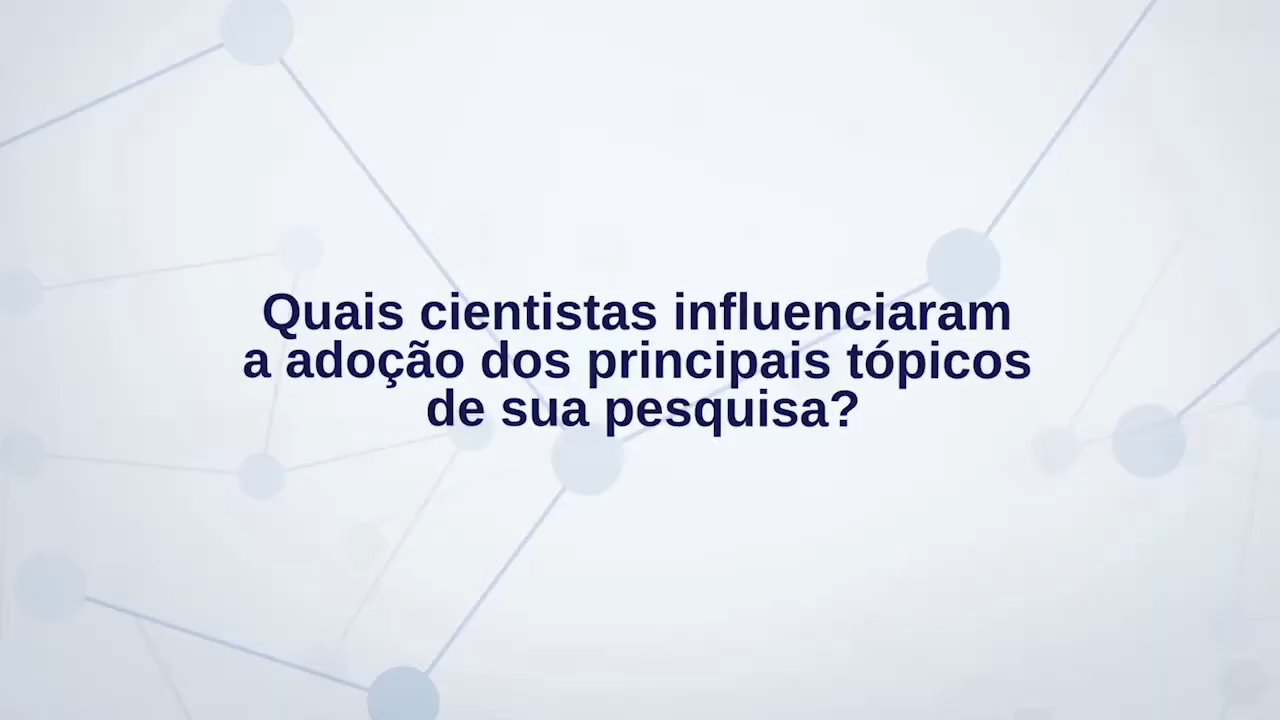 Quais cientistas influenciaram
a adoção dos principais tópicos
de sua pesquisa?